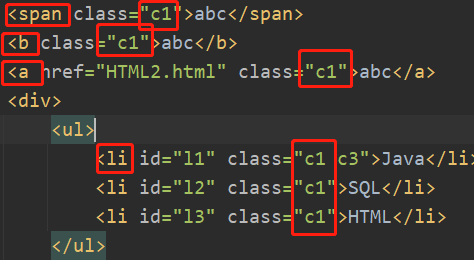 <span class="c1">abc</span>
<b class="c1">abc</b>
<a href="HTML2.html" class="c1">abc</a>
<div>
<ul>
<li id="l1" class="c1 c3">Java</li>
<li id="l2" class="c1">SQL</li>
<li id="l3" class="c1">HTML</li>
</ul>